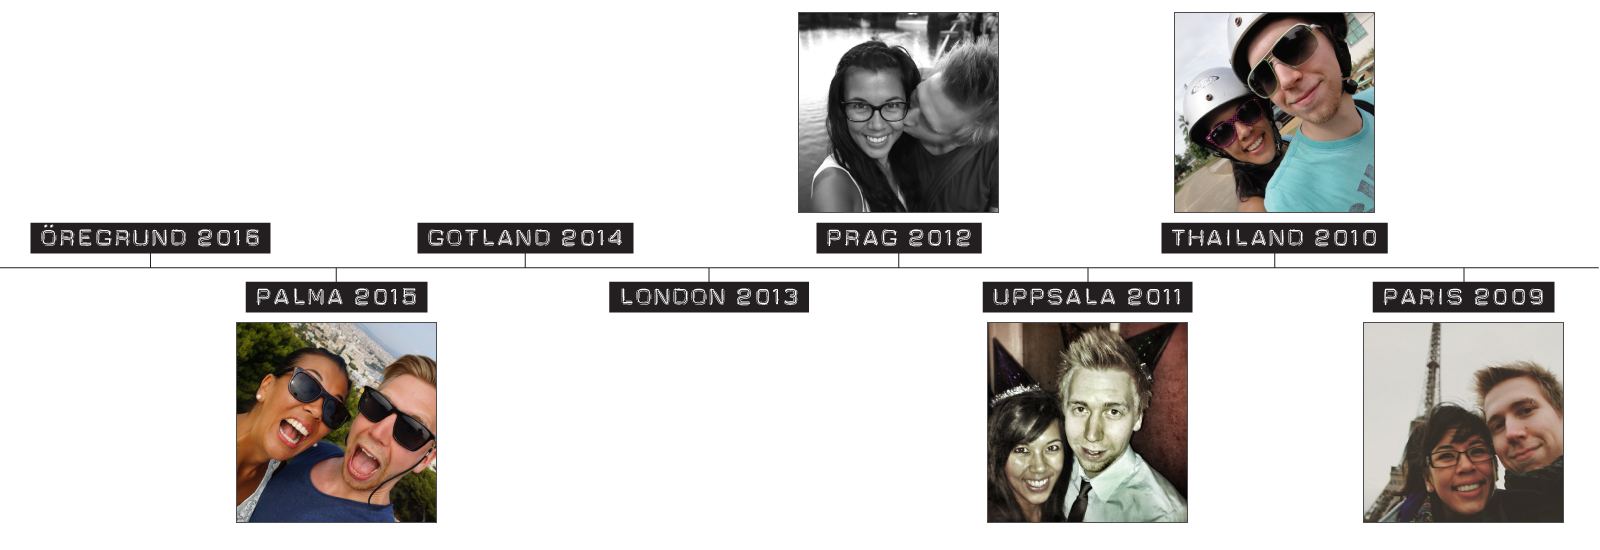 ÖREGRUND 2016
PALMA 2015
GOTLAND 2014
LONDON 2013
PRAG 2012
UPPSALA 2011
THAILAND 2010
PARIS 2009